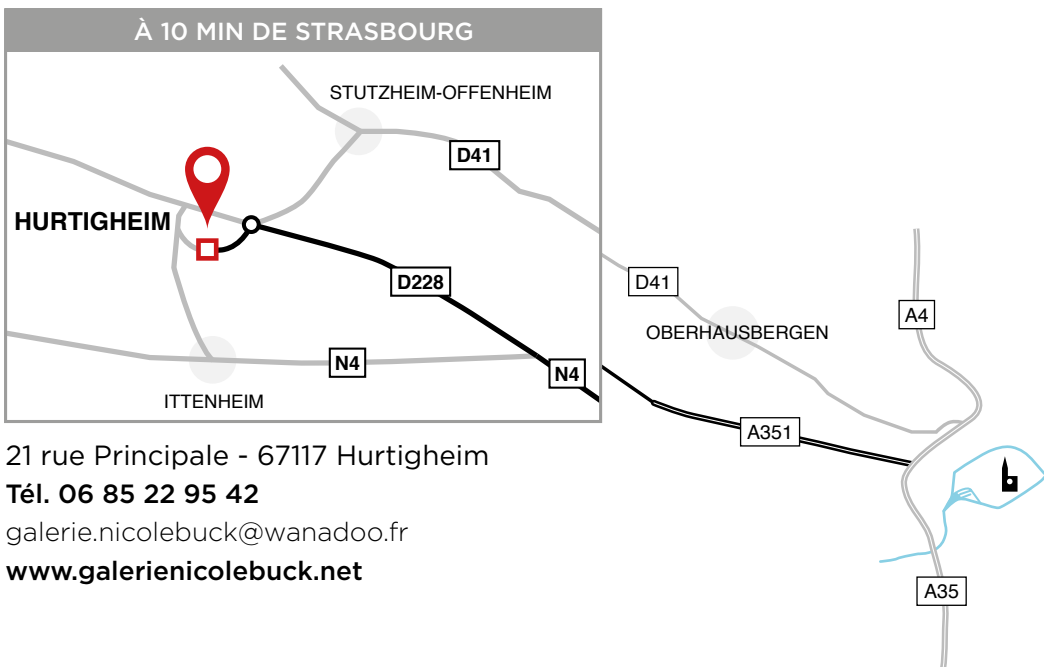 À 10 MIN DE STRASBOURG
STUTZHEIM-OFFENHEIM
D41
HURTIGHEIM
D228
D41
A4
OBERHAUSBERGEN
N4
N4
ITTENHEIM
A351
21 rue Principale - 67117 Hurtigheim
Tél. 06 85 22 95 42
galerie.nicolebuck@wanadoo.fr
www.galerienicolebuck.net
A35